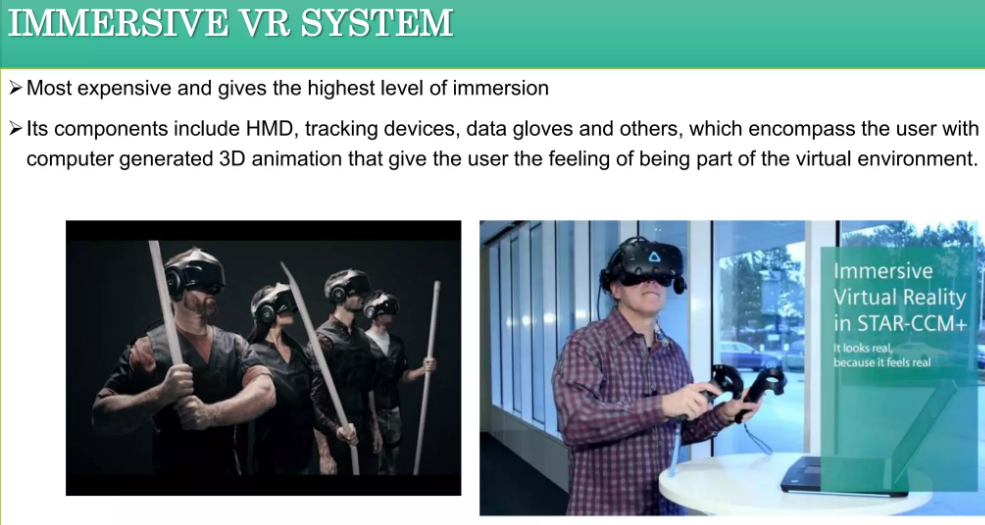 IMMERSIVE VR SYSTEM
➢Most expensive and gives the highest level of immersion
➢Its components include HMD, tracking devices, data gloves and others, which encompass the user with
computer generated 3D animation that give the user the feeling of being part of the virtual environment.
Immersive
Virtual Reality
in STAR-CCM+
It looks real,
because it feels real